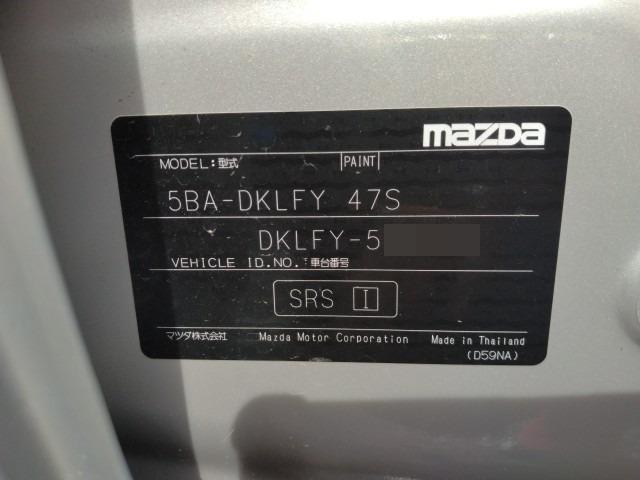 mazda
MODEL:型式 PAINT
5BA-DKLFY 47S
DKLFY-5
VEHICLE ID.NO.:車台番号
SRS I
マツダ株式会社 Mazda Motor Corporation Made in Thailand
(D59NA)